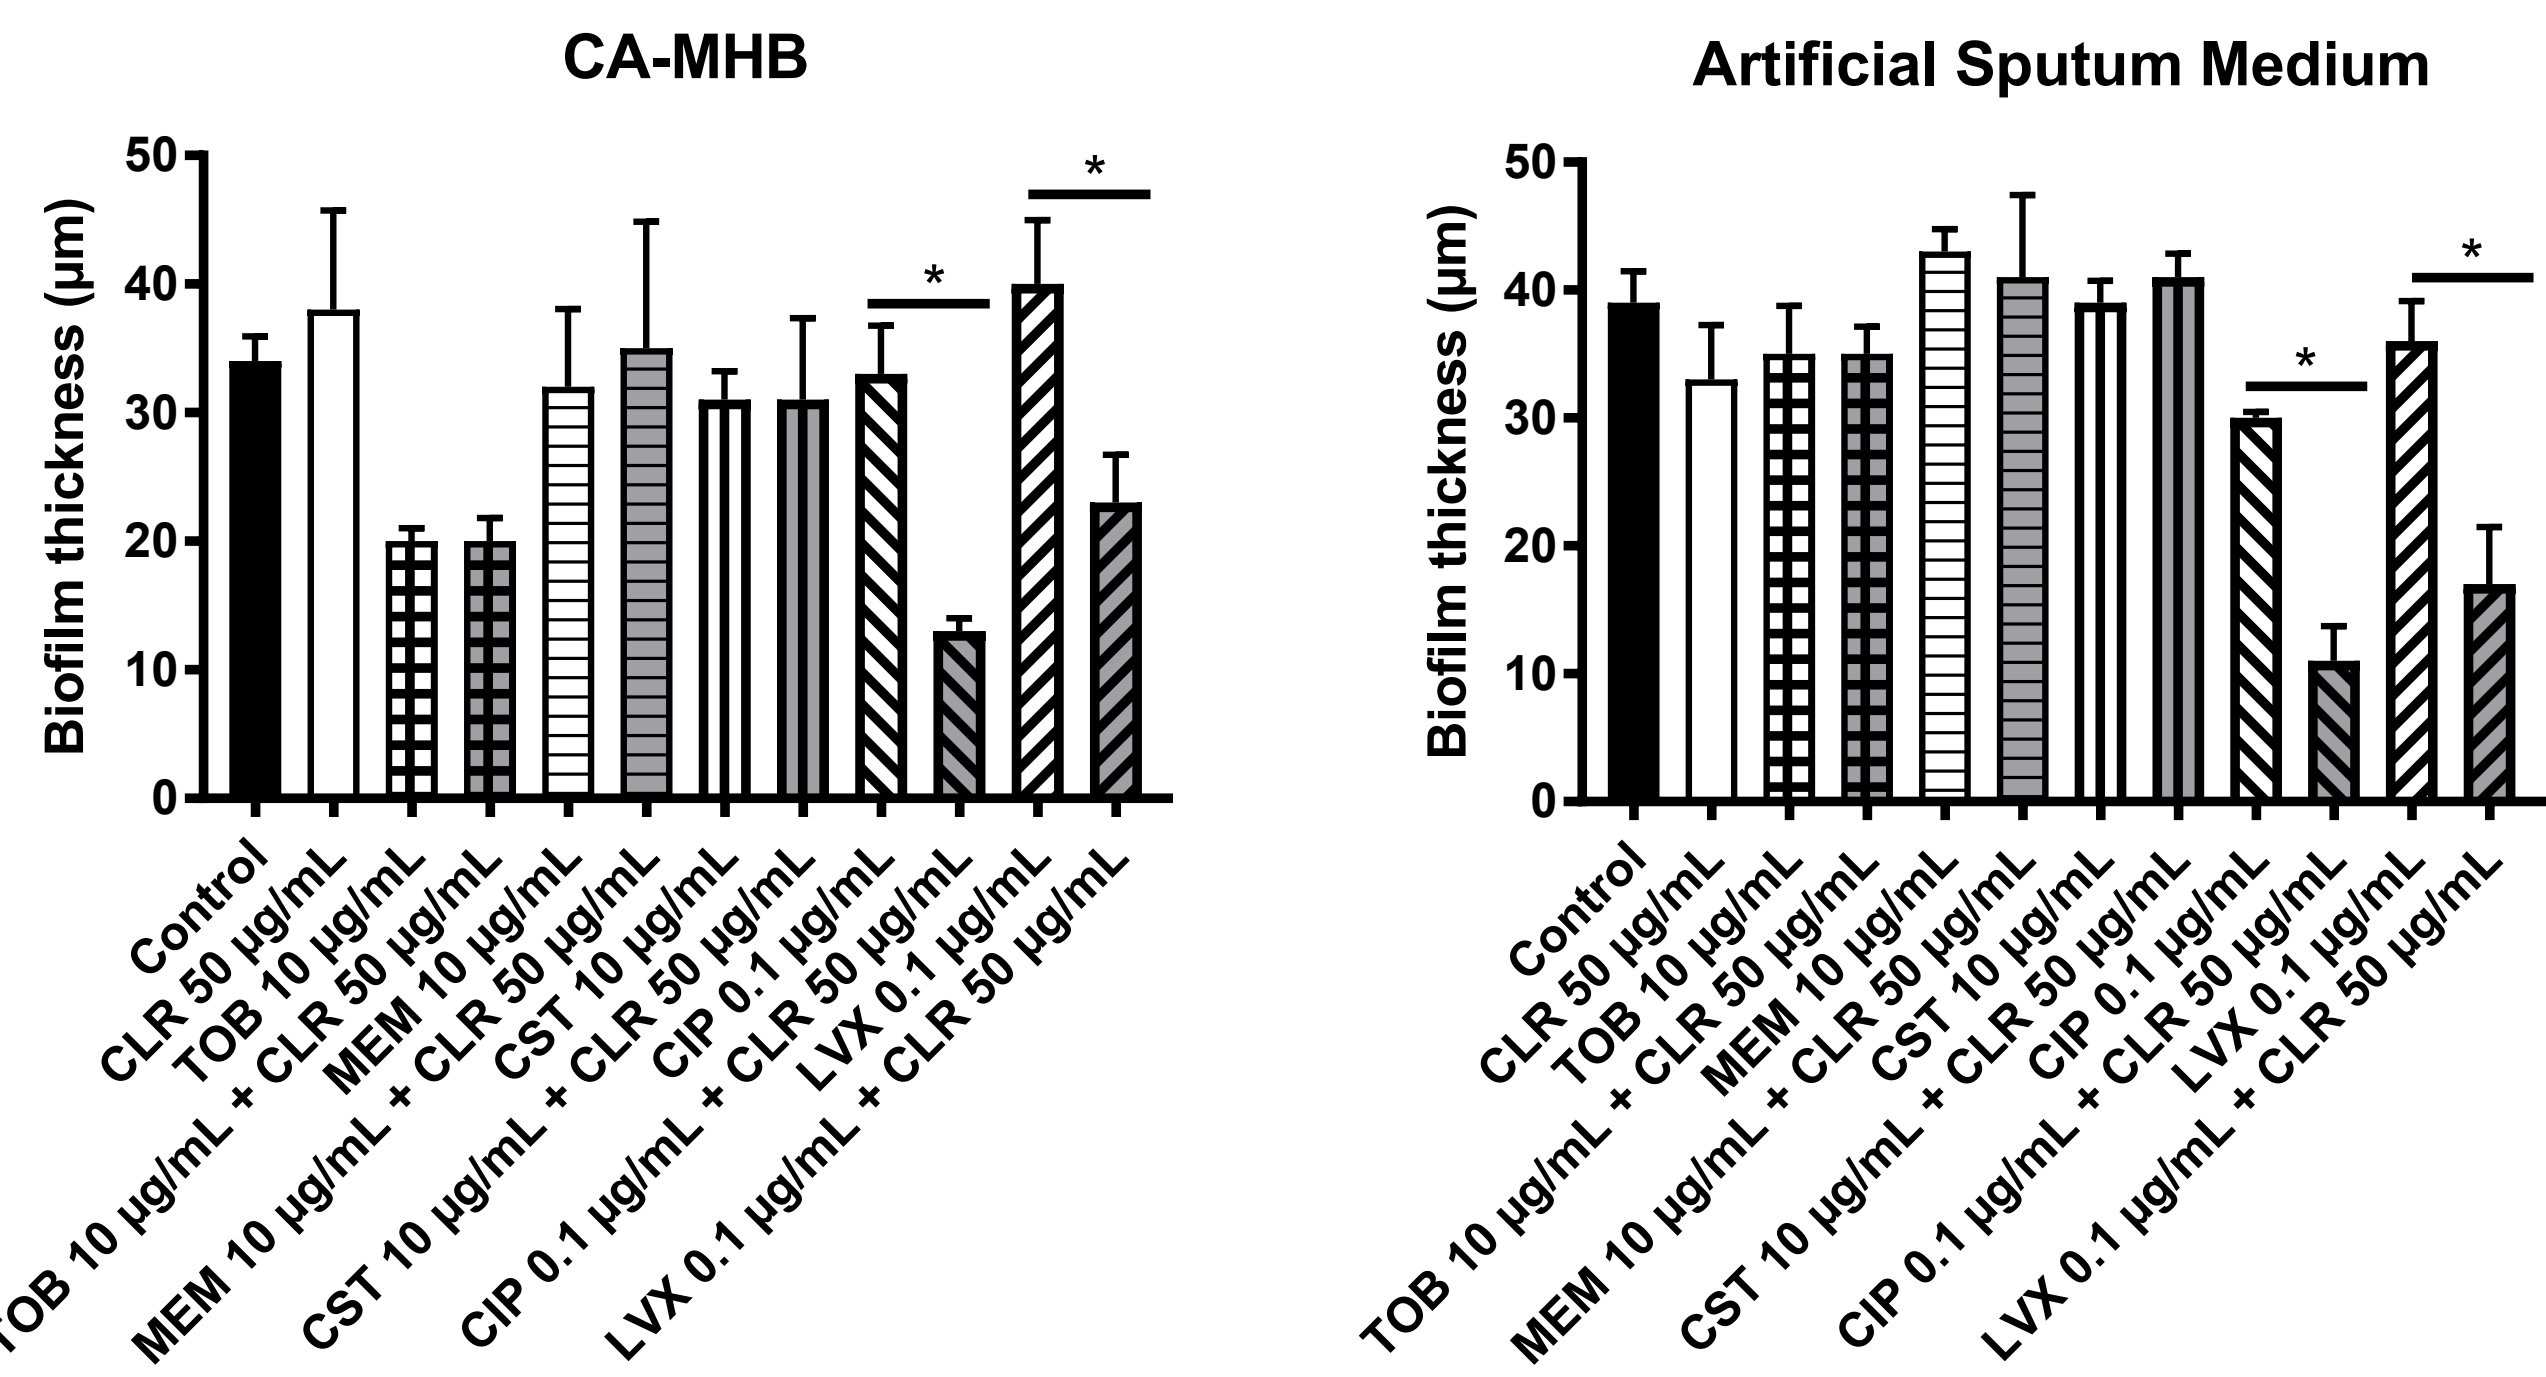 CA-MHB
Biofilm thickness (µm)
50
40
30
20
10
0
*
*
Control
CLR 50 µg/mL
TOB 10 µg/mL
TOB 10 µg/mL + CLR 50 µg/mL
MEM 10 µg/mL
MEM 10 µg/mL + CLR 50 µg/mL
CST 10 µg/mL
CST 10 µg/mL + CLR 50 µg/mL
CIP 0.1 µg/mL
CIP 0.1 µg/mL + CLR 50 µg/mL
LVX 0.1 µg/mL
LVX 0.1 µg/mL + CLR 50 µg/mL
Artificial Sputum Medium
Biofilm thickness (µm)
50
40
30
20
10
0
*
*
Control
CLR 50 µg/mL
TOB 10 µg/mL
TOB 10 µg/mL + CLR 50 µg/mL
MEM 10 µg/mL
MEM 10 µg/mL + CLR 50 µg/mL
CST 10 µg/mL
CST 10 µg/mL + CLR 50 µg/mL
CIP 0.1 µg/mL
CIP 0.1 µg/mL + CLR 50 µg/mL
LVX 0.1 µg/mL
LVX 0.1 µg/mL + CLR 50 µg/mL